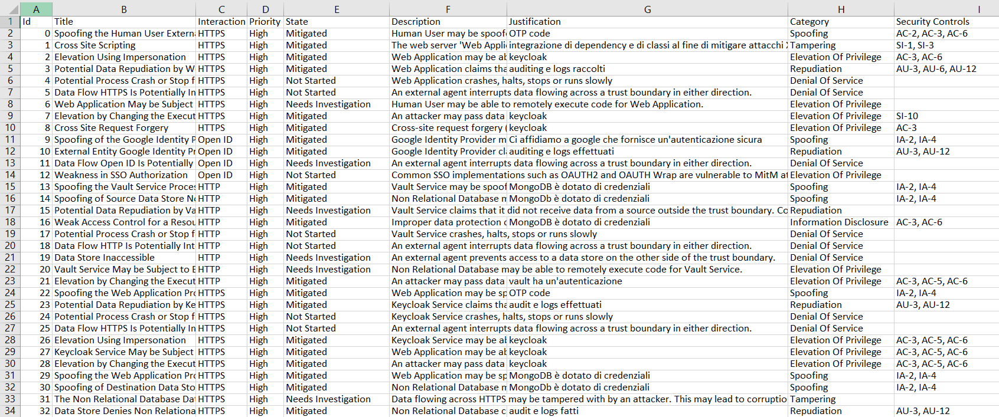 A B C D E F G H I
1 Id Title Interaction Priority State Description Justification Category Security Controls
2 0 Spoofing the Human User Extern HTTPS High Mitigated Human User may be spoof OTP code Spoofing AC-2, AC-3, AC-6
3 1 Cross Site Scripting HTTPS High Mitigated The web server 'Web Appli integrazione di dependency e di classi al fine di mitigare attacchi Tampering SI-1, SI-3
4 2 Elevation Using Impersonation HTTPS High Mitigated Web Application may be ab keycloak Elevation Of Privilege AC-3, AC-6
5 3 Potential Data Repudiation by W HTTPS High Mitigated Web Application claims tha auditing e logs raccolti Repudiation AU-3, AU-6, AU-12
6 4 Potential Process Crash or Stop f HTTPS High Not Started Web Application crashes, halts, stops or runs slowly Denial Of Service
7 5 Data Flow HTTPS Is Potentially In HTTPS High Not Started An external agent interrupts data flowing across a trust boundary in either direction. Denial Of Service
8 6 Web Application May be Subject HTTPS High Needs Investigation Human User may be able to remotely execute code for Web Application. Elevation Of Privilege
9 7 Elevation by Changing the Execut HTTPS High Mitigated An attacker may pass data keycloak Elevation Of Privilege SI-10
10 8 Cross Site Request Forgery HTTPS High Mitigated Cross-site request forgery ( keycloak Elevation Of Privilege AC-3
11 9 Spoofing of the Google Identity P Open ID High Mitigated Google Identity Provider m Ci affidiamo a google che fornisce un'autenticazione sicura Spoofing IA-2, IA-4
12 10 External Entity Google Identity Pr Open ID High Mitigated Google Identity Provider cl auditing e logs effettuati Repudiation AU-3, AU-12
13 11 Data Flow Open ID Is Potentially Open ID High Needs Investigation An external agent interrupts data flowing across a trust boundary in either direction. Denial Of Service
14 12 Weakness in SSO Authorization Open ID High Not Started Common SSO implementations such as OAUTH2 and OAUTH Wrap are vulnerable to MitM at Elevation Of Privilege
15 13 Spoofing the Vault Service Proces HTTP High Mitigated Vault Service may be spoof MongoDB è dotato di credenziali Spoofing IA-2, IA-4
16 14 Spoofing of Source Data Store No HTTP High Mitigated Non Relational Database m MongoDb è dotato di credenziali Spoofing IA-2, IA-4
17 15 Potential Data Repudiation by Va HTTP High Needs Investigation Vault Service claims that it did not receive data from a source outside the trust boundary. Co Repudiation
18 16 Weak Access Control for a Resou HTTP High Mitigated Improper data protection o MongoDB è dotato di credenziali Information Disclosure AC-3, AC-6
19 17 Potential Process Crash or Stop f HTTP High Not Started Vault Service crashes, halts, stops or runs slowly Denial Of Service
20 18 Data Flow HTTP Is Potentially Int HTTP High Not Started An external agent interrupts data flowing across a trust boundary in either direction. Denial Of Service
21 19 Data Store Inaccessible HTTP High Needs Investigation An external agent prevents access to a data store on the other side of the trust boundary. Denial Of Service
22 20 Vault Service May be Subject to E HTTP High Needs Investigation Non Relational Database may be able to remotely execute code for Vault Service. Elevation Of Privilege
23 21 Elevation by Changing the Execut HTTP High Mitigated An attacker may pass data vault ha un'autenticazione Elevation Of Privilege AC-3, AC-5, AC-6
24 22 Spoofing the Web Application Pro HTTPS High Mitigated Web Application may be sp OTP code Spoofing IA-2, IA-4
25 23 Potential Data Repudiation by Ke HTTPS High Mitigated Keycloak Service claims tha audit e logs effettuati Repudiation AU-3, AU-12
26 24 Potential Process Crash or Stop f HTTPS High Not Started Keycloak Service crashes, halts, stops or runs slowly Denial Of Service
27 25 Data Flow HTTPS Is Potentially In HTTPS High Not Started An external agent interrupts data flowing across a trust boundary in either direction. Denial Of Service
28 26 Elevation Using Impersonation HTTPS High Mitigated Keycloak Service may be ab keycloak Elevation Of Privilege AC-3, AC-5, AC-6
29 27 Keycloak Service May be Subject HTTPS High Mitigated Web Application may be ab keycloak Elevation Of Privilege AC-3, AC-5, AC-6
30 28 Elevation by Changing the Execut HTTPS High Mitigated An attacker may pass data keycloak Elevation Of Privilege AC-3, AC-5, AC-6
31 29 Spoofing the Web Application Pro HTTPS High Mitigated Web Application may be sp MongoDB è dotato di credenziali Spoofing IA-2, IA-4
32 30 Spoofing of Destination Data Sto HTTPS High Mitigated Non Relational Database m MongoDb è dotato di credenziali Spoofing IA-2, IA-4
33 31 The Non Relational Database Dat HTTPS High Needs Investigation Data flowing across HTTPS may be tampered with by an attacker. This may lead to corruptio Tampering
34 32 Data Store Denies Non Relationa HTTPS High Mitigated Non Relational Database c audit e logs fatti Repudiation AU-3, AU-12